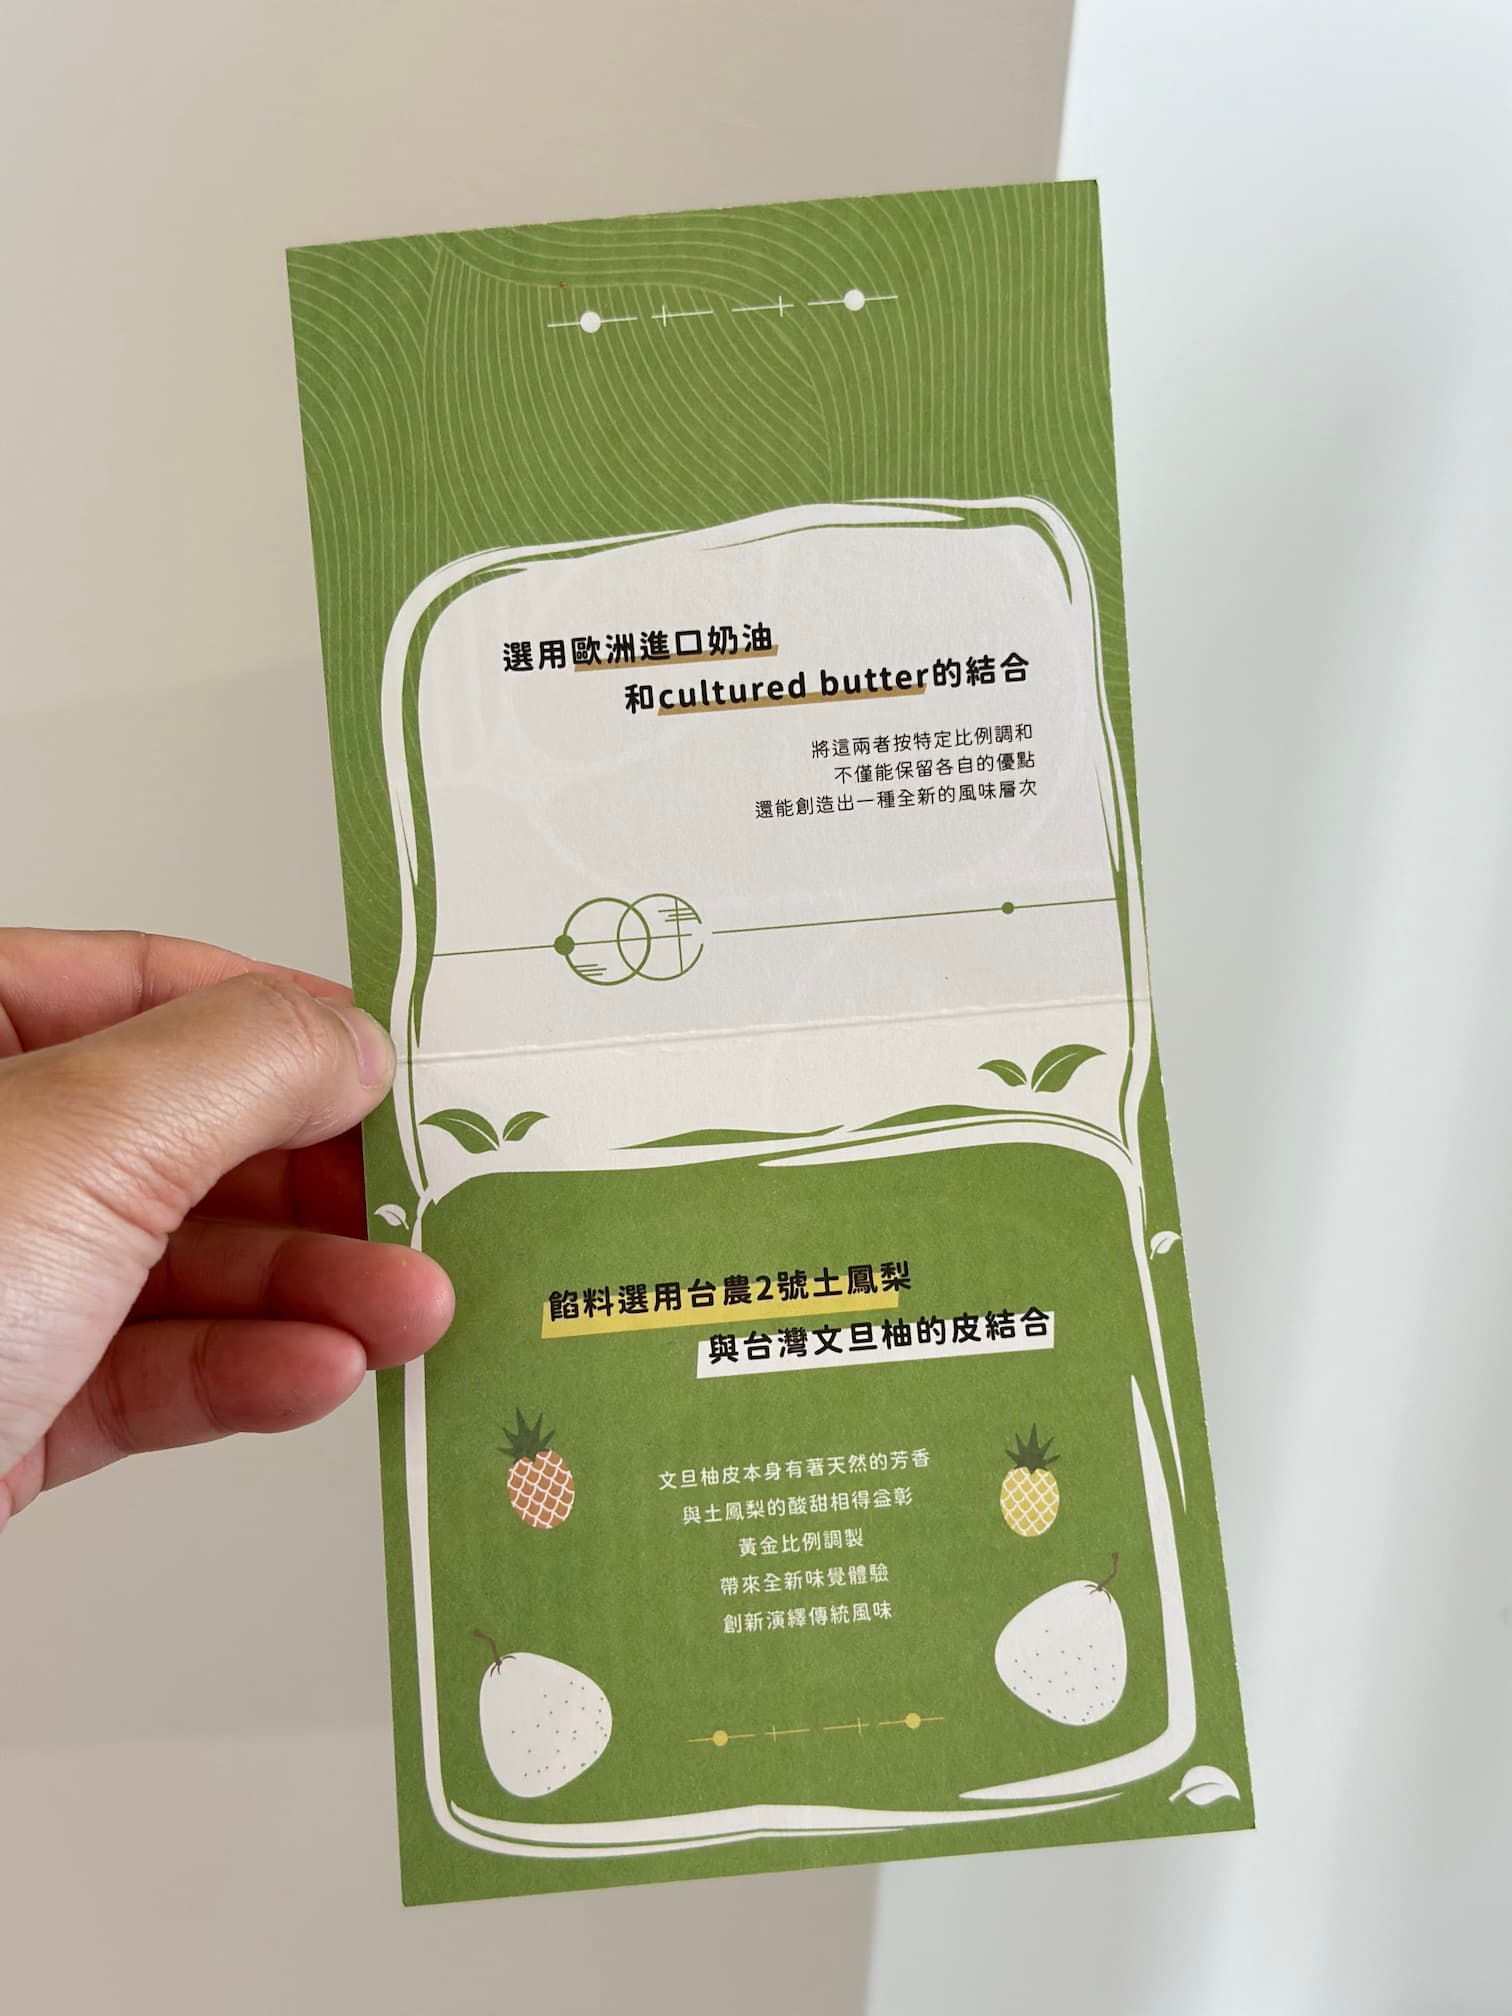 選用歐洲進口奶油
和cultured butter的結合
將這兩者按特定比例調和
不僅能保留各自的優點
還能創造出一種全新的風味層次
餡料選用台農2號土鳳梨
與台灣文旦柚的皮結合
文旦柚皮本身有著天然的芳香
與土鳳梨的酸甜相得益彰
黃金比例調製
帶來全新味覺體驗
創新演繹傳統風味